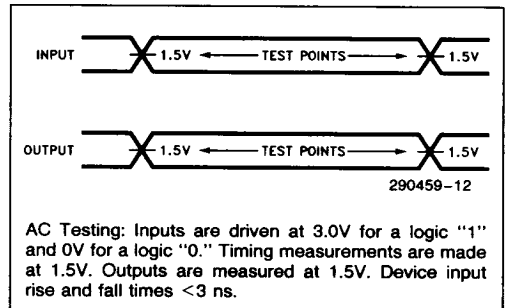 INPUT 1.5V TEST POINTS 1.5V
OUTPUT 1.5V TEST POINTS 1.5V
290459-12
AC Testing: Inputs are driven at 3.0V for a logic "1"
and 0V for a logic "0." Timing measurements are made
at 1.5V. Outputs are measured at 1.5V. Device input
rise and fall times <3 ns.